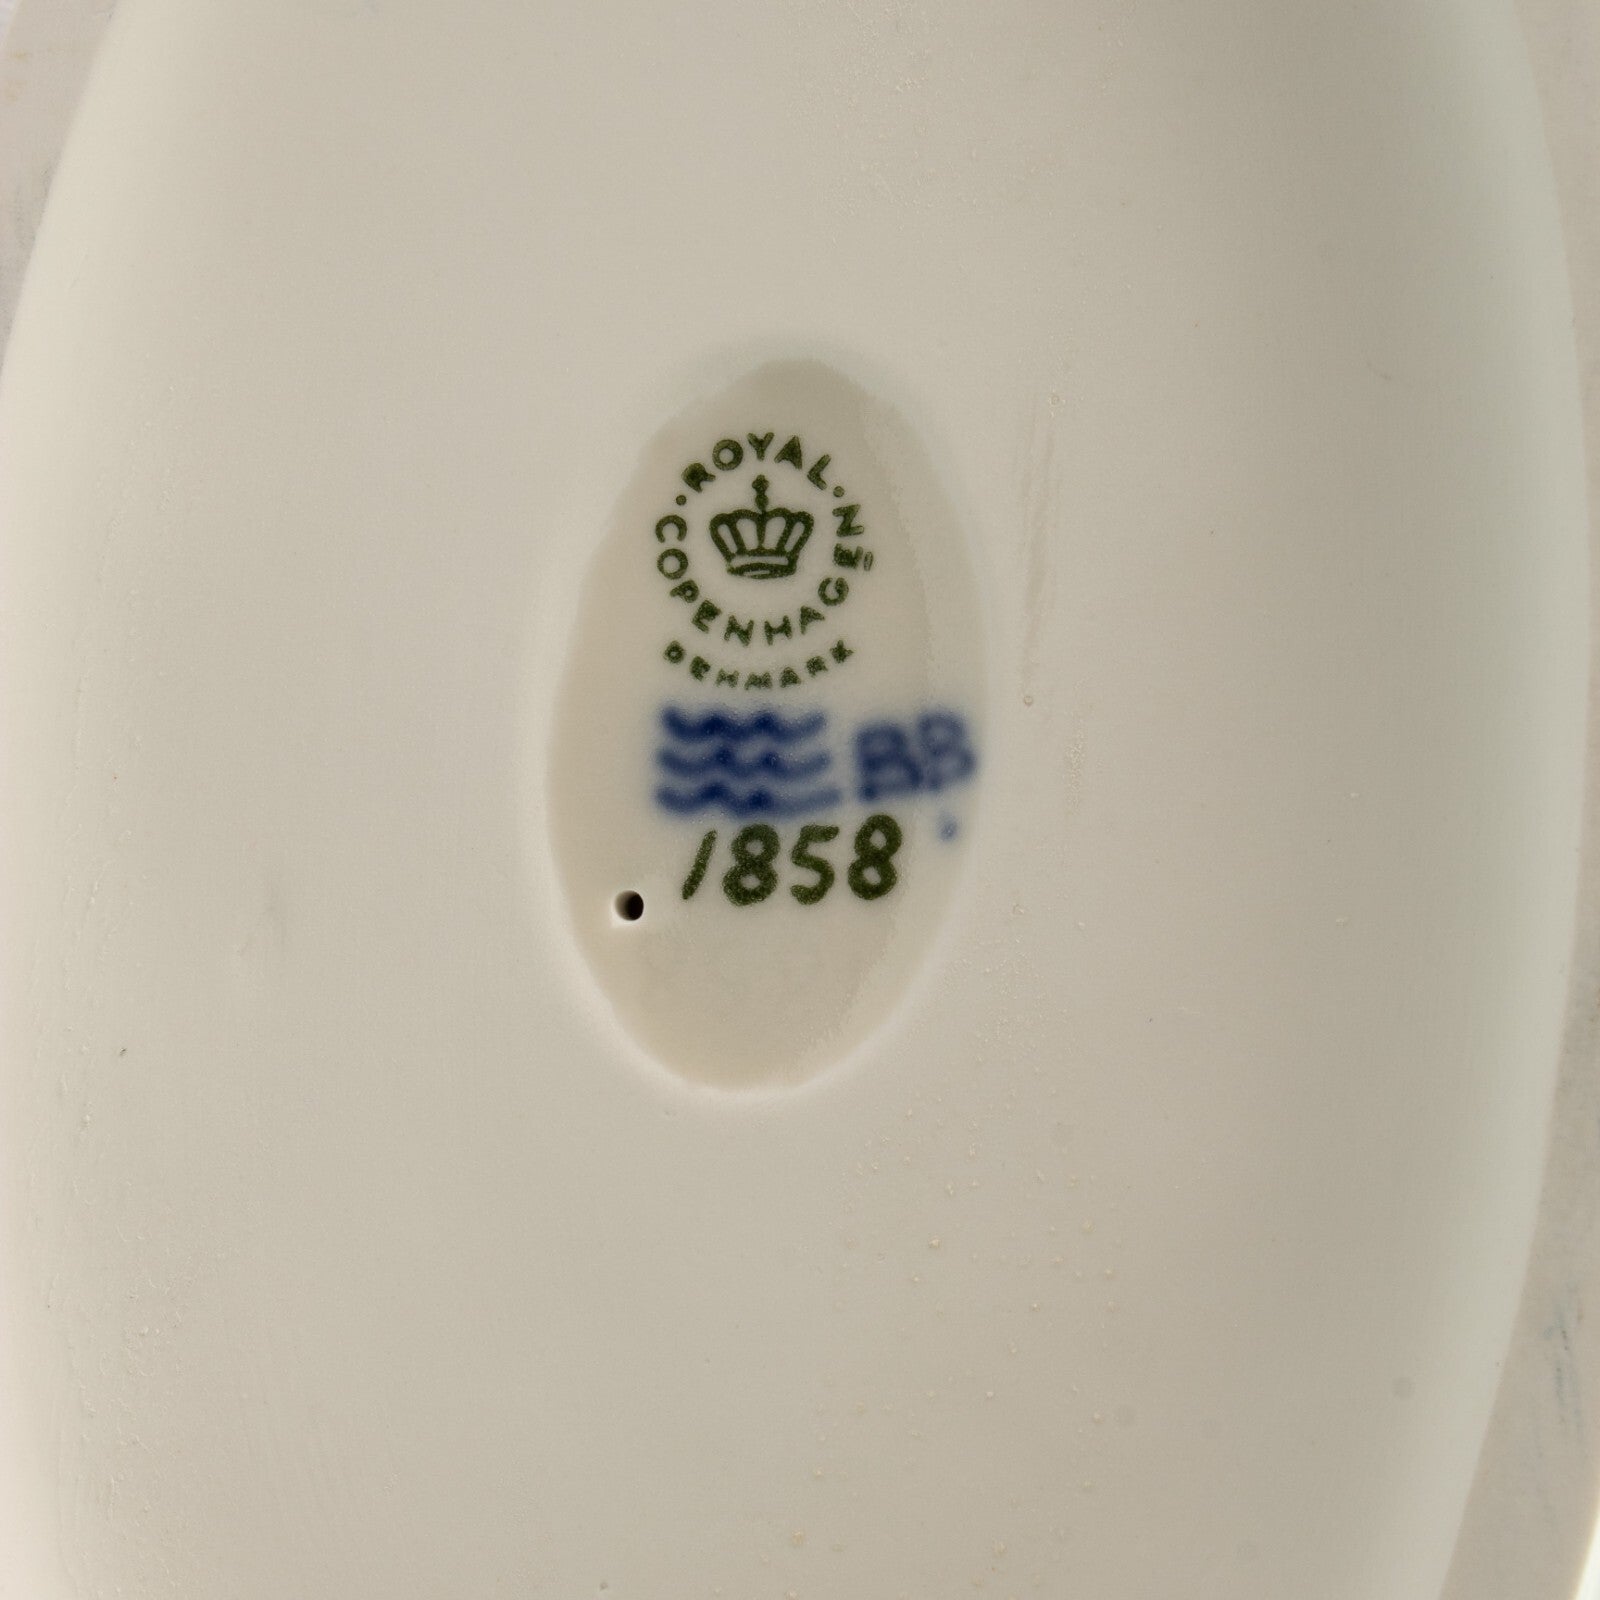 ROYAL · COPENHAGEN ·
DENMARK
BB
1858